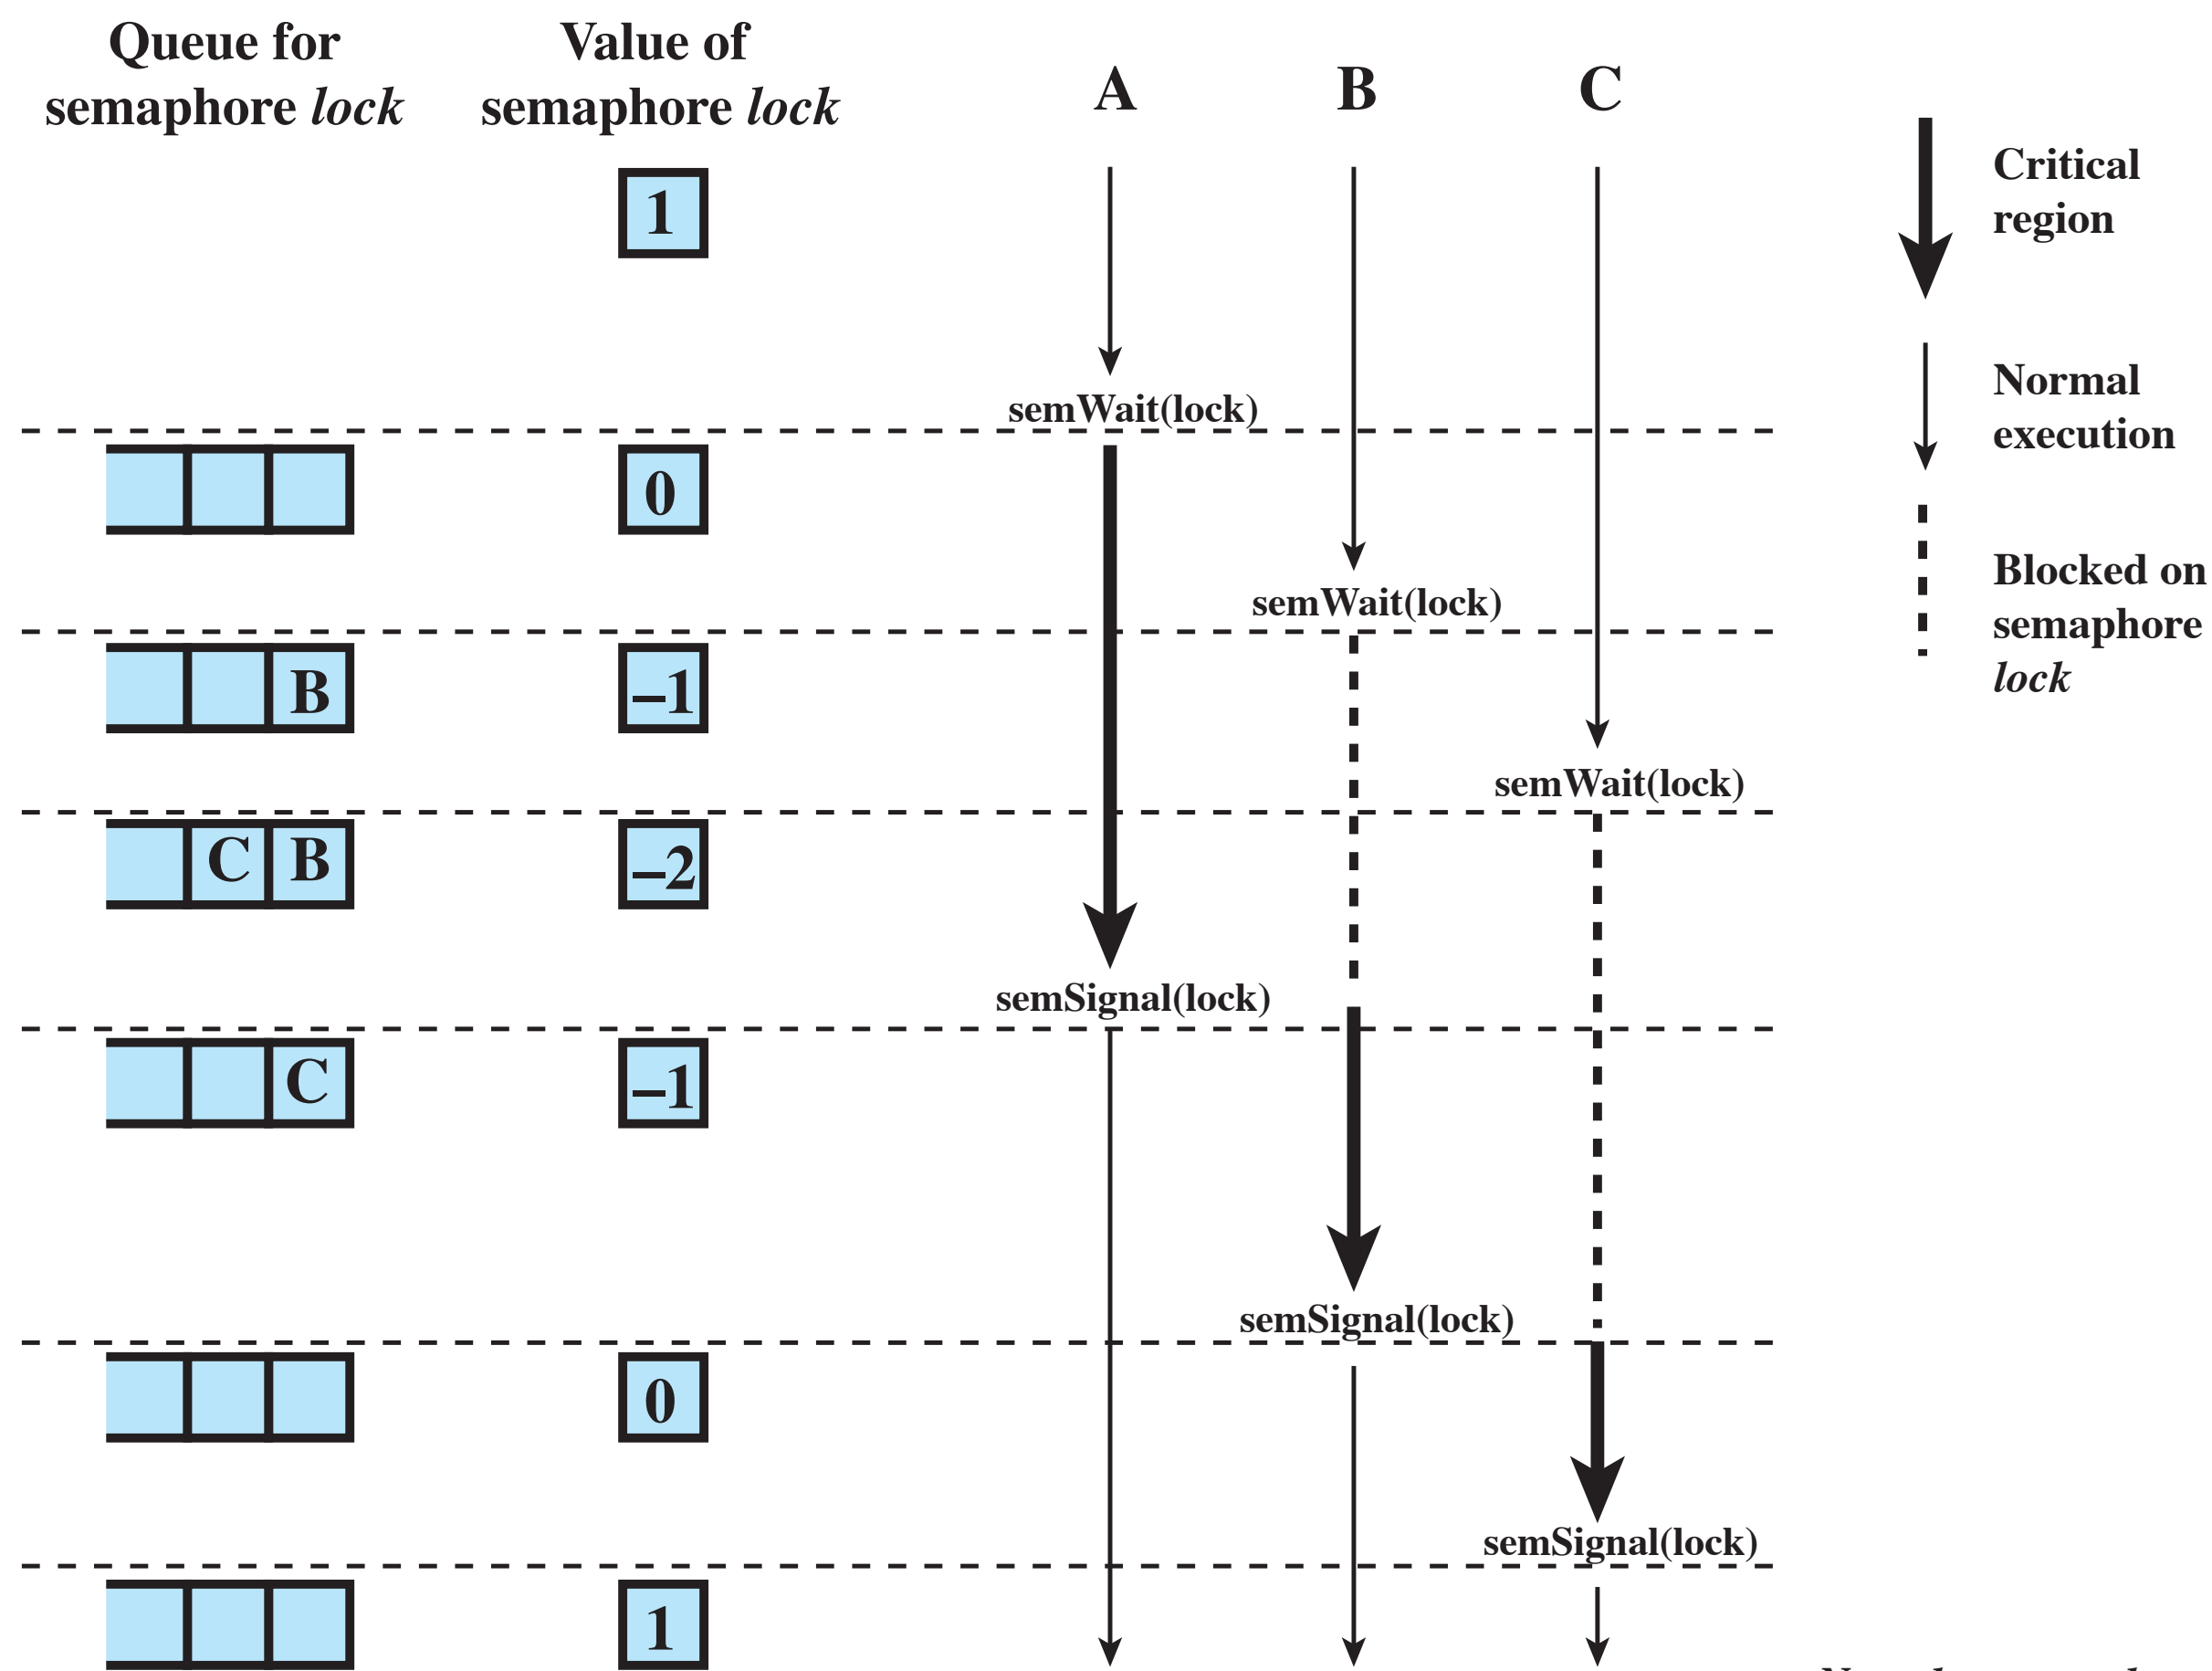 Queue for
semaphore lock
Value of
semaphore lock
A
B
C
1
Critical
region
Normal
execution
semWait(lock)
0
Blocked on
semaphore
lock
semWait(lock)
B
–1
semWait(lock)
C B
–2
semSignal(lock)
C
–1
semSignal(lock)
0
semSignal(lock)
1